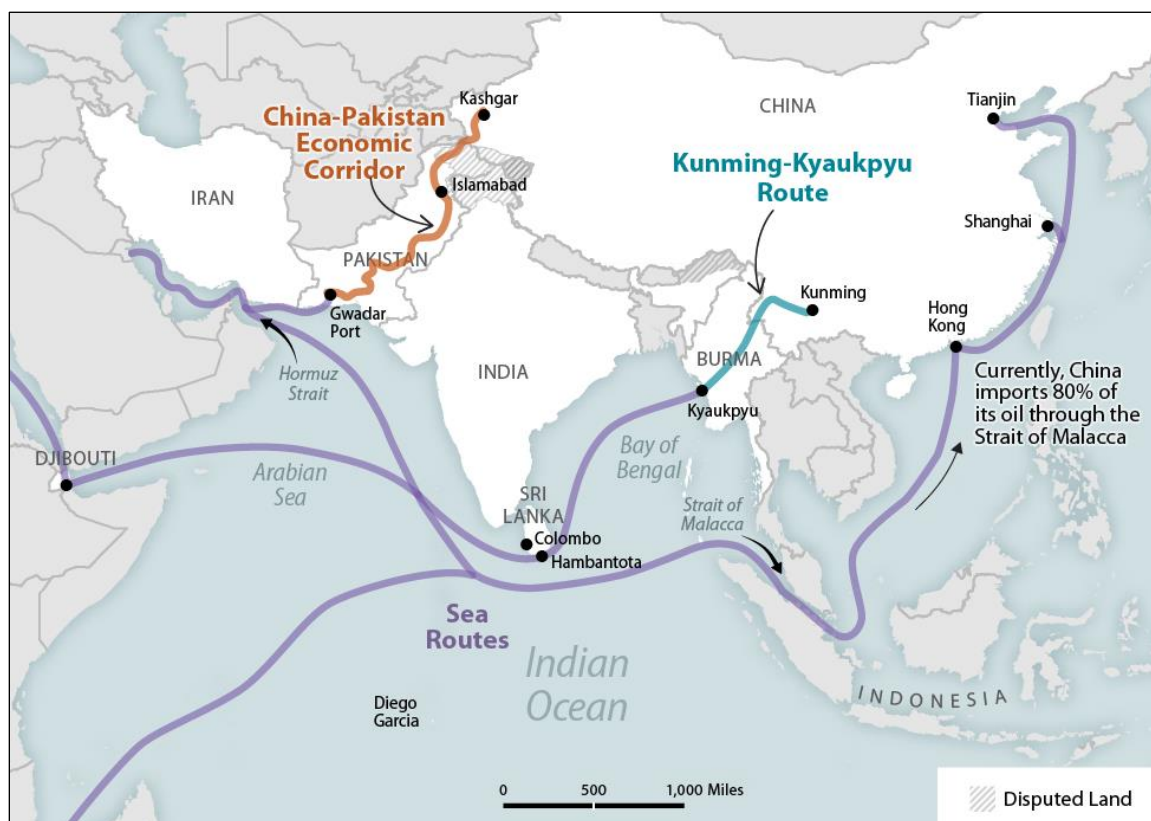 Kashgar
CHINA
Tianjin
China-Pakistan
Economic
Corridor
Kunming-Kyaukpyu
Route
Islamabad
IRAN
Shanghai
PAKISTAN
Kunming
Gwadar
Port
Hong
Kong
BURMA
INDIA
Hormuz
Strait
Currently, China
imports 80% of
its oil through the
Strait of Malacca
Kyaukpyu
DJIBOUTI
Arabian
Sea
Bay of
Bengal
SRI
LANKA
Strait of
Malacca
Colombo
Hambantota
Sea
Routes
Indian
Ocean
Diego
Garcia
INDONESIA
0 500 1,000 Miles
Disputed Land